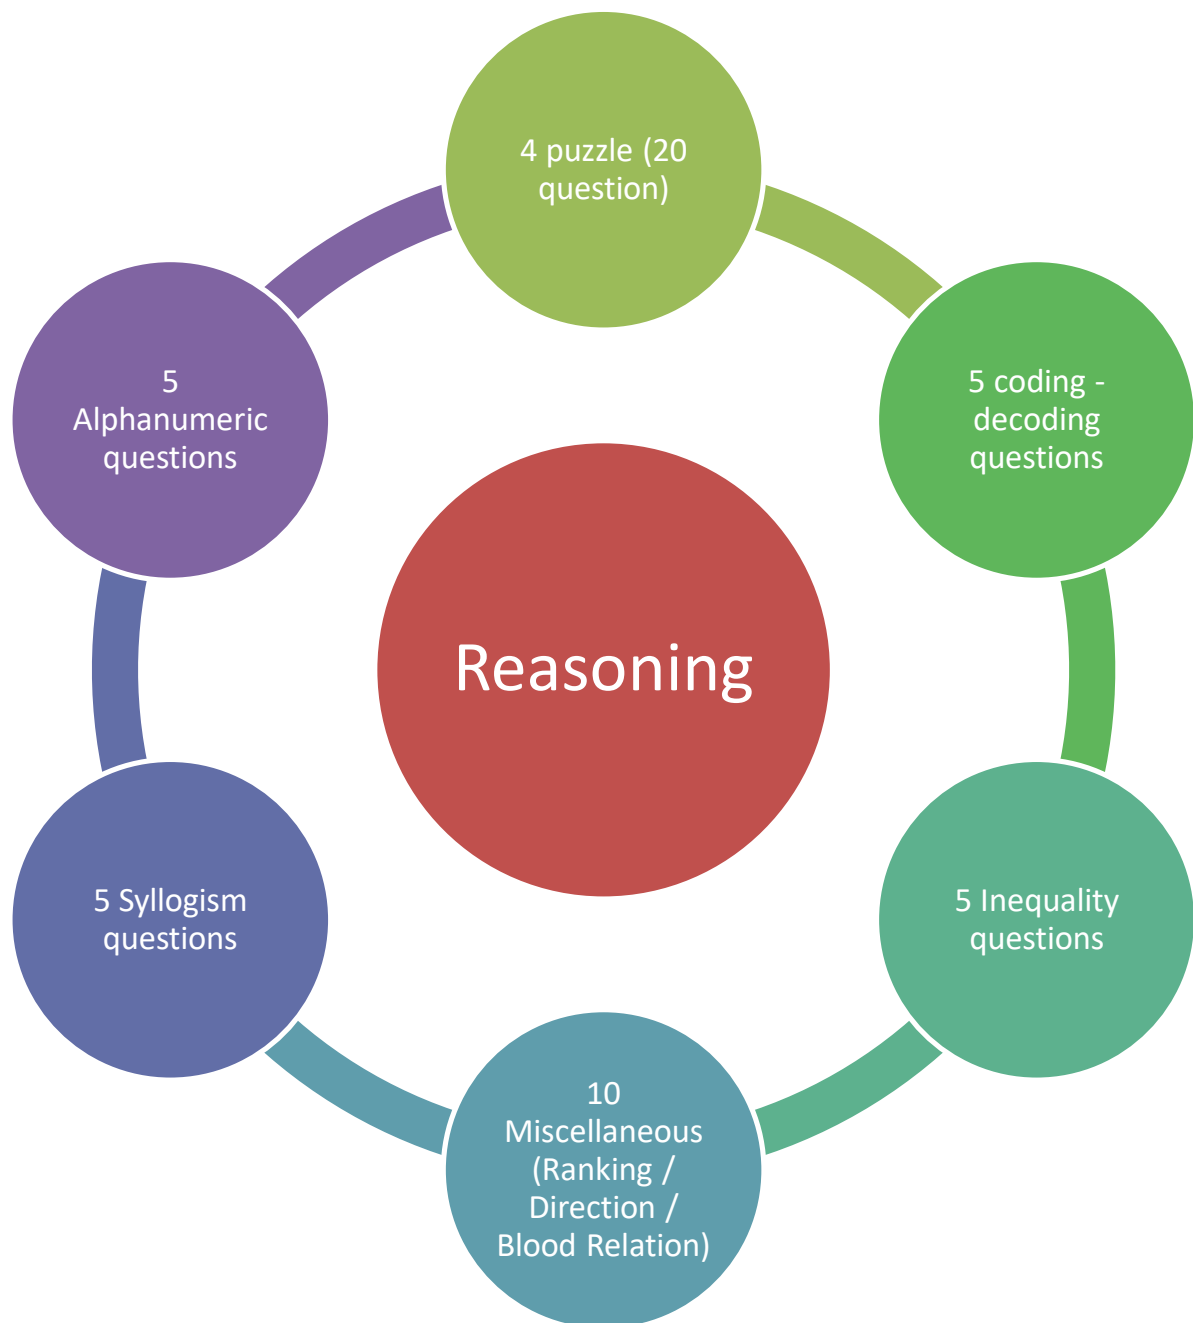 4 puzzle (20
question)
5 coding -
decoding
questions
5 Inequality
questions
10
Miscellaneous
(Ranking /
Direction /
Blood Relation)
5 Syllogism
questions
5
Alphanumeric
questions
Reasoning